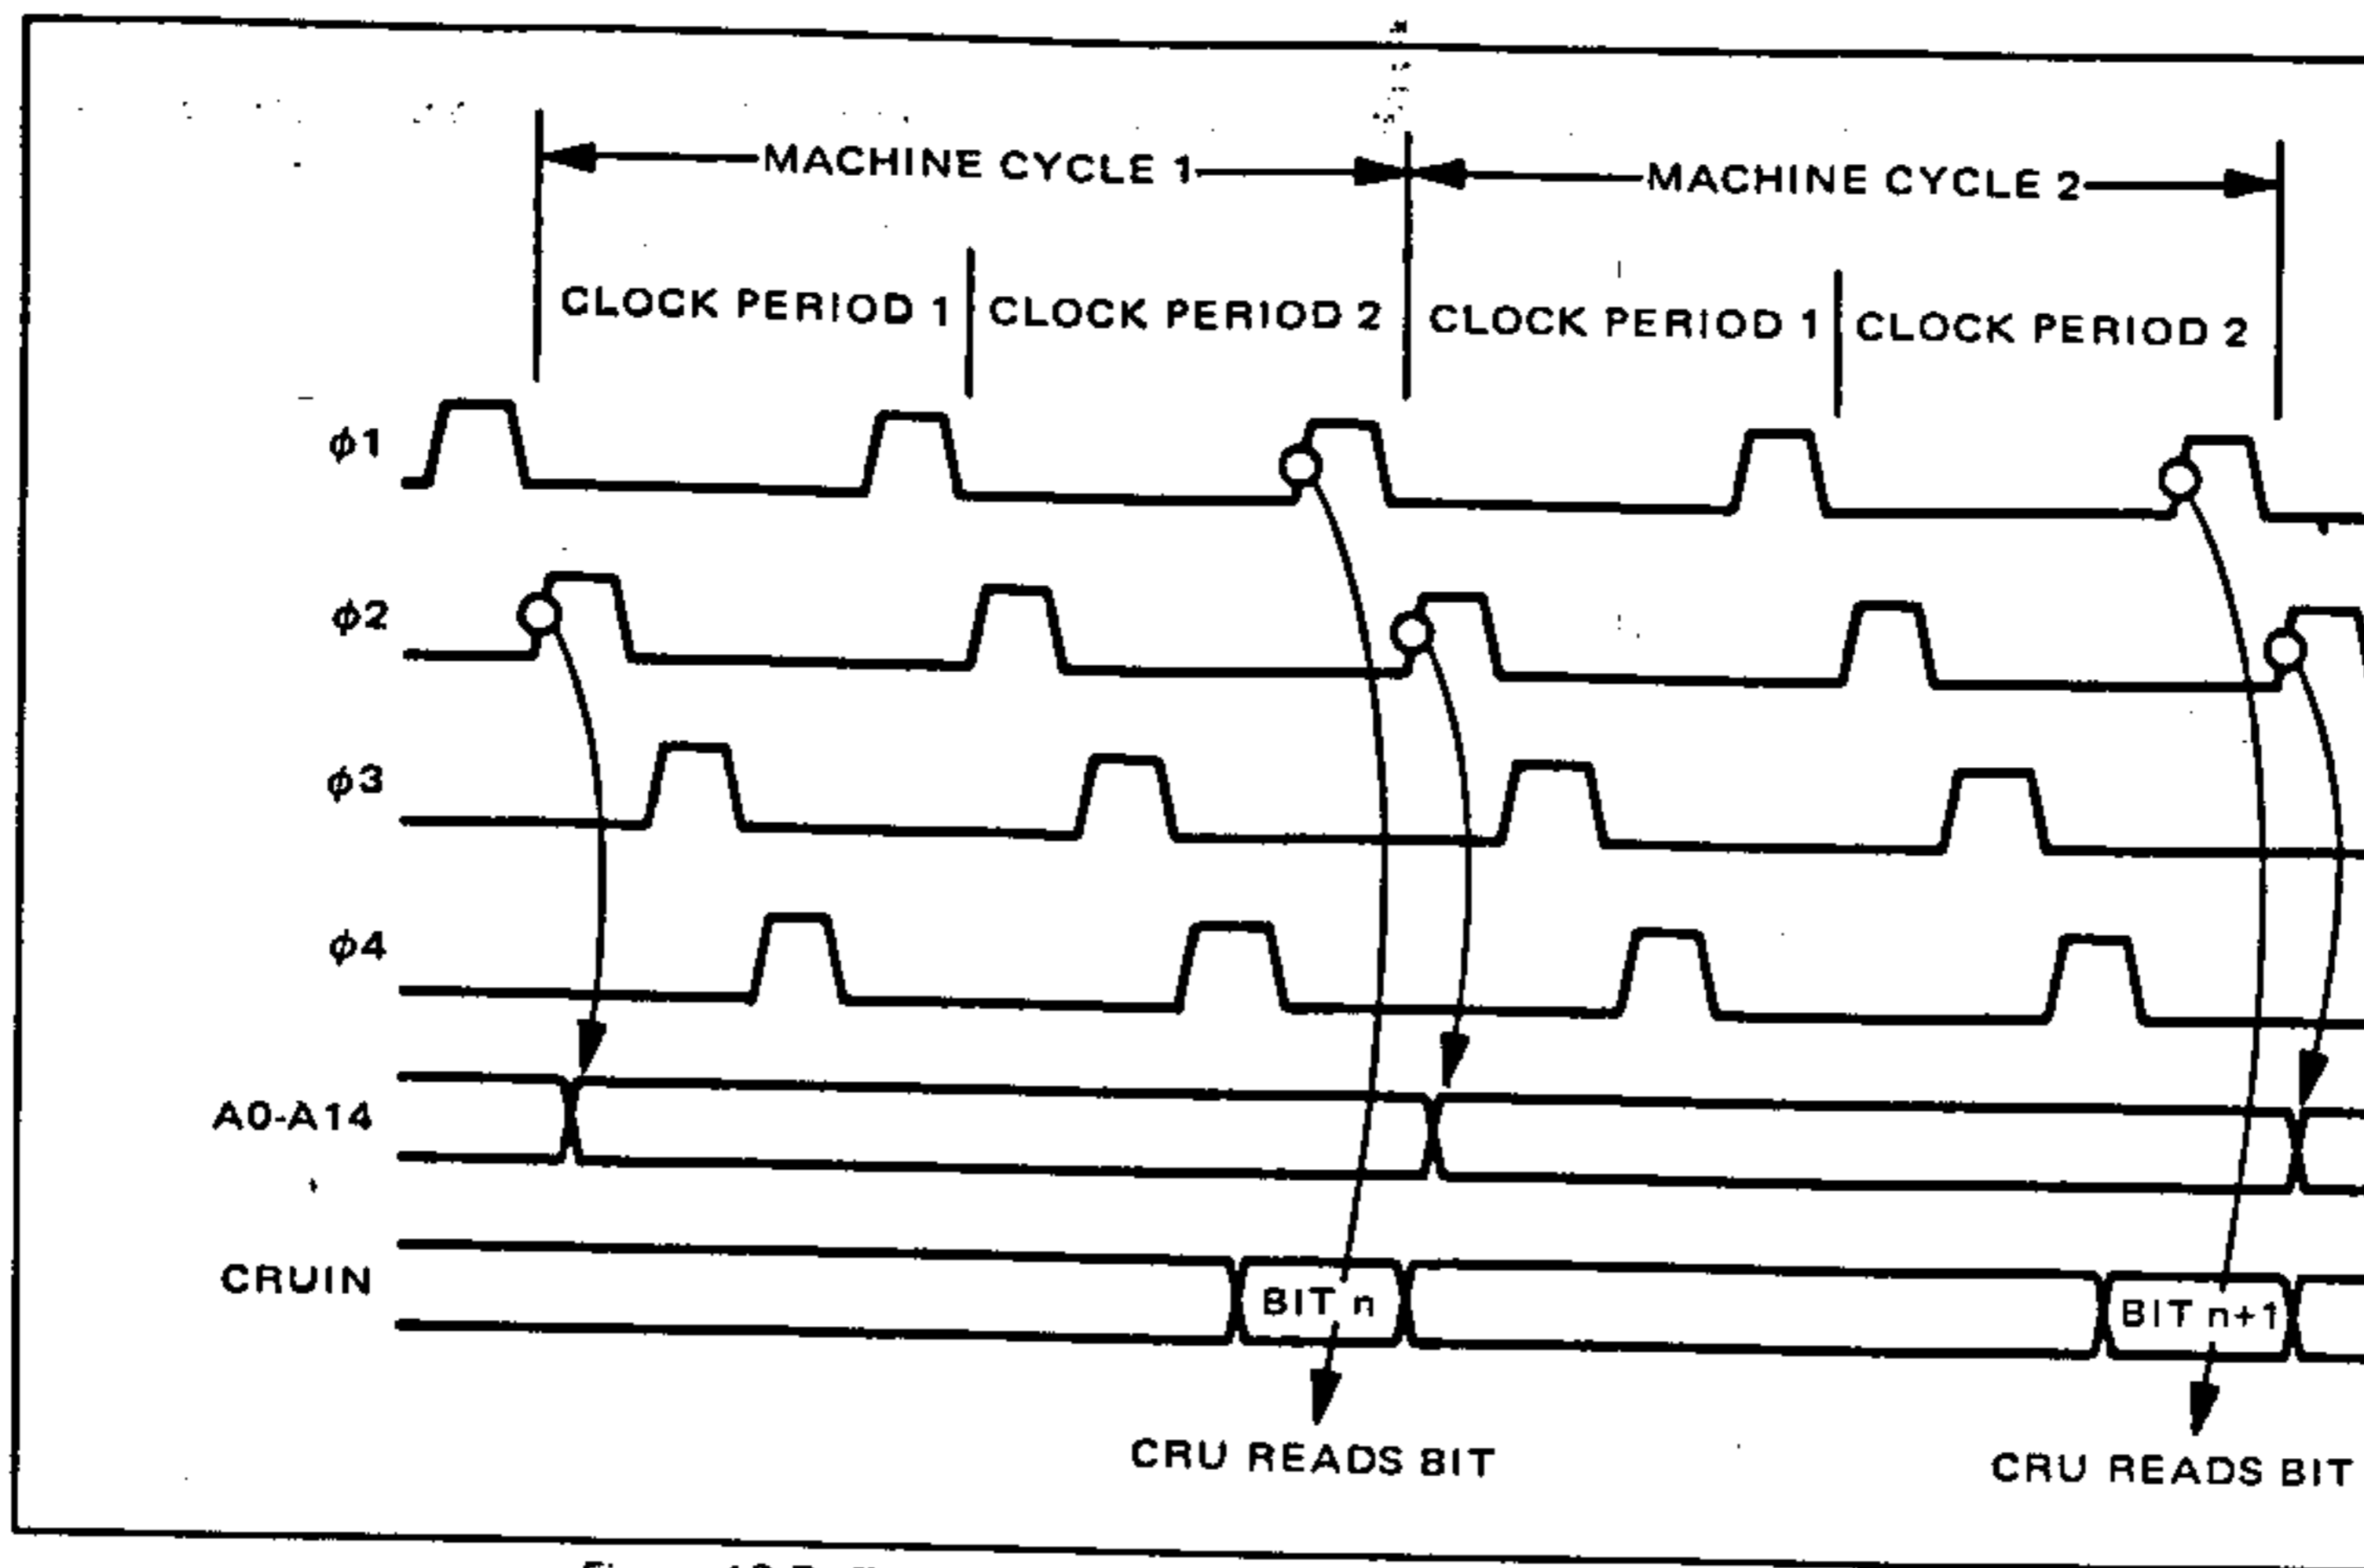 MACHINE CYCLE 1 MACHINE CYCLE 2
CLOCK PERIOD 1 CLOCK PERIOD 2 CLOCK PERIOD 1 CLOCK PERIOD 2
ϕ1
ϕ2
ϕ3
ϕ4
A0-A14
CRUIN BIT n BIT n+1
CRU READS BIT CRU READS BIT